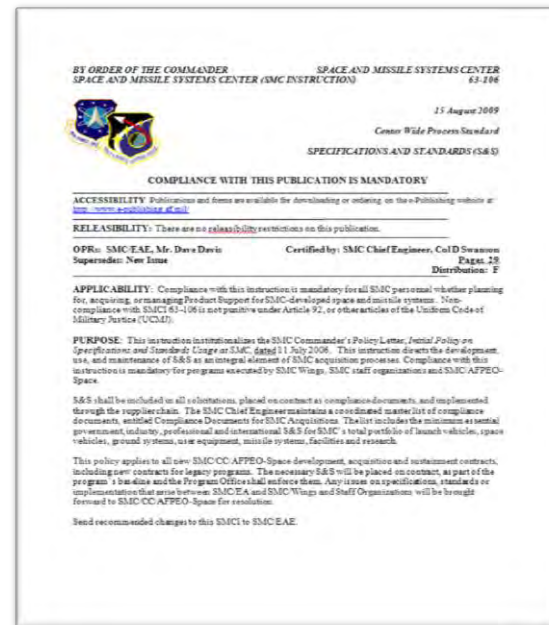 BY ORDER OF THE COMMANDER SPACE AND MISSILE SYSTEMS CENTER
SPACE AND MISSILE SYSTEMS CENTER (SMC INSTRUCTION) 63-106
15 August 2009
Center Wide Process Standard
SPECIFICATIONS AND STANDARDS (S&S)
COMPLIANCE WITH THIS PUBLICATION IS MANDATORY
ACCESSIBILITY Publications and forms are available for downloading or ordering on the e-Publishing website at
http://www.e-publishing.af.mil/
RELEASIBILITY: There are no releasibility restrictions on this publication.
OPR: SMC/EAE, Mr. Dave Davis Certified by: SMC Chief Engineer, Col D Swanson
Supersedes: New Issue Pages: 29
Distribution: F
APPLICABILITY: Compliance with this instruction is mandatory for all SMC personnel whether planning
for, acquiring, or managing Product Support for SMC-developed space and missile systems. Non-
compliance with SMCI 63-106 is not punitive under Article 92, or other articles of the Uniform Code of
Military Justice (UCMJ).
PURPOSE: This instruction institutionalizes the SMC Commander's Policy Letter, Initial Policy on
Specifications and Standards Usage at SMC, dated 11 July 2006. This instruction directs the development,
use, and maintenance of S&S as an integral element of SMC acquisition processes. Compliance with this
instruction is mandatory for programs executed by SMC Wings, SMC staff organizations and SMC/AFPEO-
Space.
S&S shall be included in all solicitations, placed on contract as compliance documents, and implemented
through the supplier chain. The SMC Chief Engineer maintains a coordinated master list of compliance
documents, entitled Compliance Documents for SMC Acquisitions. The list includes the minimum essential
government, industry, professional and international S&S for SMC's total portfolio of launch vehicles, space
vehicles, ground systems, user equipment, missile systems, facilities and research.
This policy applies to all new SMC/CC AFPEO-Space development, acquisition and sustainment contracts,
including new contracts for legacy programs. The necessary S&S will be placed on contract, as part of the
program's baseline and the Program Office shall enforce them. Any issues on specifications, standards or
implementation that arise between SMC/EA and SMC/Wings and Staff Organizations will be brought
forward to SMC/CC AFPEO-Space for resolution.
Send recommended changes to this SMCI to SMC/EAE.